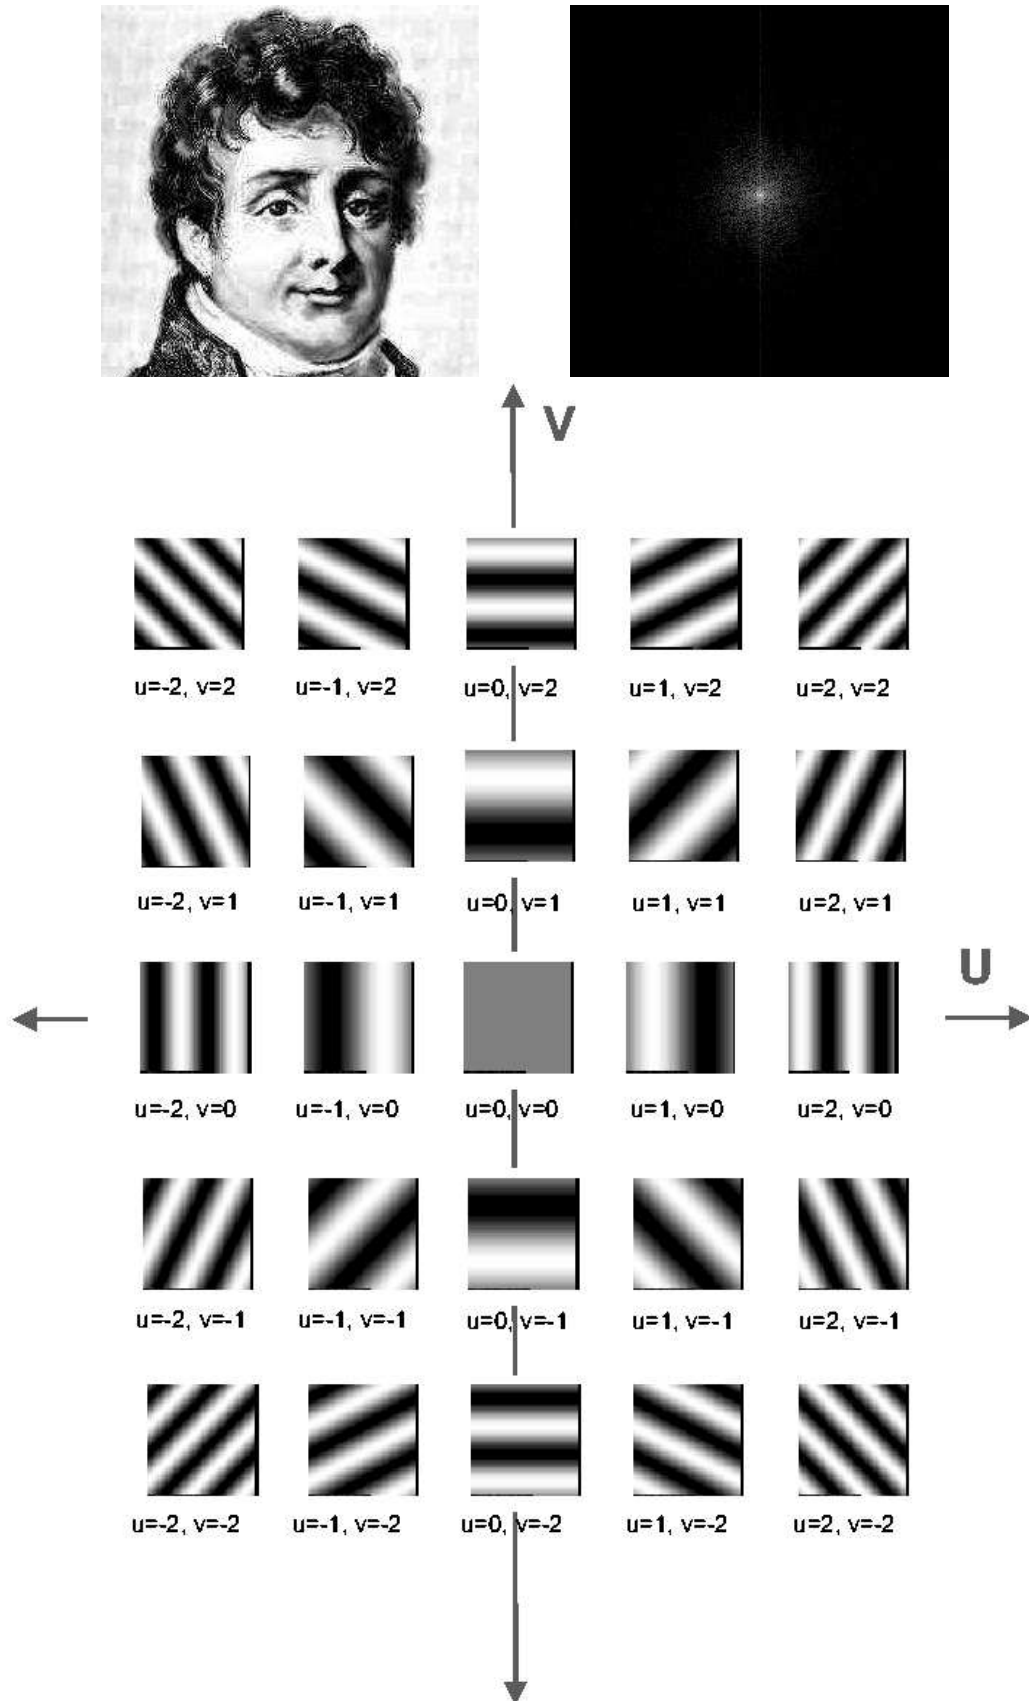 V
u=-2, v=2 u=-1, v=2 u=0, v=2 u=1, v=2 u=2, v=2
u=-2, v=1 u=-1, v=1 u=0, v=1 u=1, v=1 u=2, v=1
U
u=-2, v=0 u=-1, v=0 u=0, v=0 u=1, v=0 u=2, v=0
u=-2, v=-1 u=-1, v=-1 u=0, v=-1 u=1, v=-1 u=2, v=-1
u=-2, v=-2 u=-1, v=-2 u=0, v=-2 u=1, v=-2 u=2, v=-2